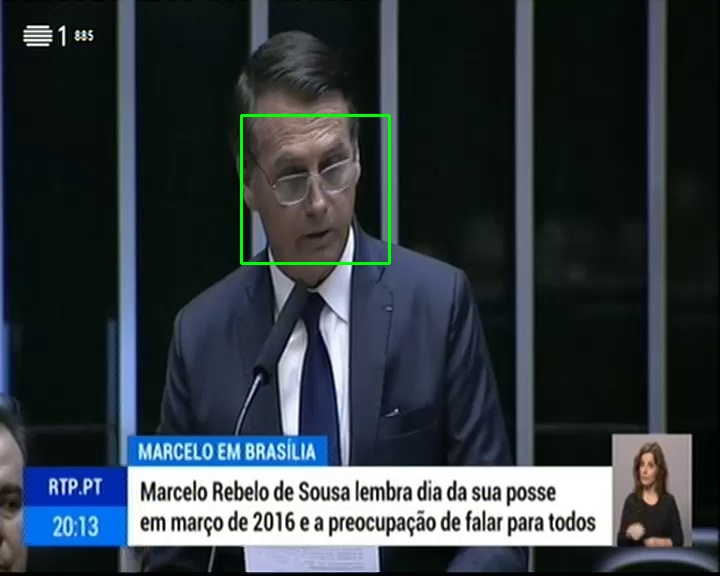 1 885
MARCELO EM BRASÍLIA
RTP.PT
20:13
Marcelo Rebelo de Sousa lembra dia da sua posse
em março de 2016 e a preocupação de falar para todos